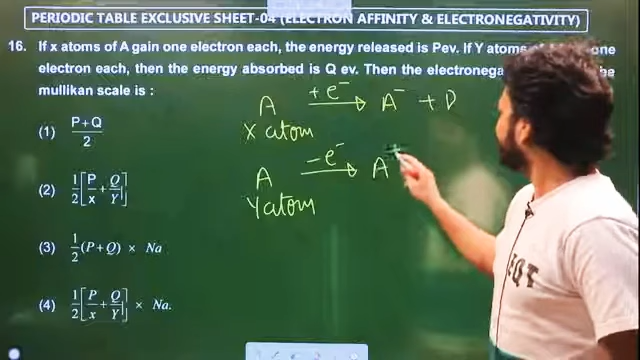 PERIODIC TABLE EXCLUSIVE SHEET-04 (ELECTRON AFFINITY & ELECTRONEGATIVITY)
16. If x atoms of A gain one electron each, the energy released is Pev. If Y atoms one
electron each, then the energy absorbed is Q ev. Then the electronega
mullikan scale is :
(1) P+Q / 2
(2) 1/2 [P/x + Q/Y]
(3) 1/2 (P+Q) × Na
(4) 1/2 [P/x + Q/Y] × Na.
A +e⁻ → A⁻ + P
X atom
A −e⁻ → A⁺
Y atom